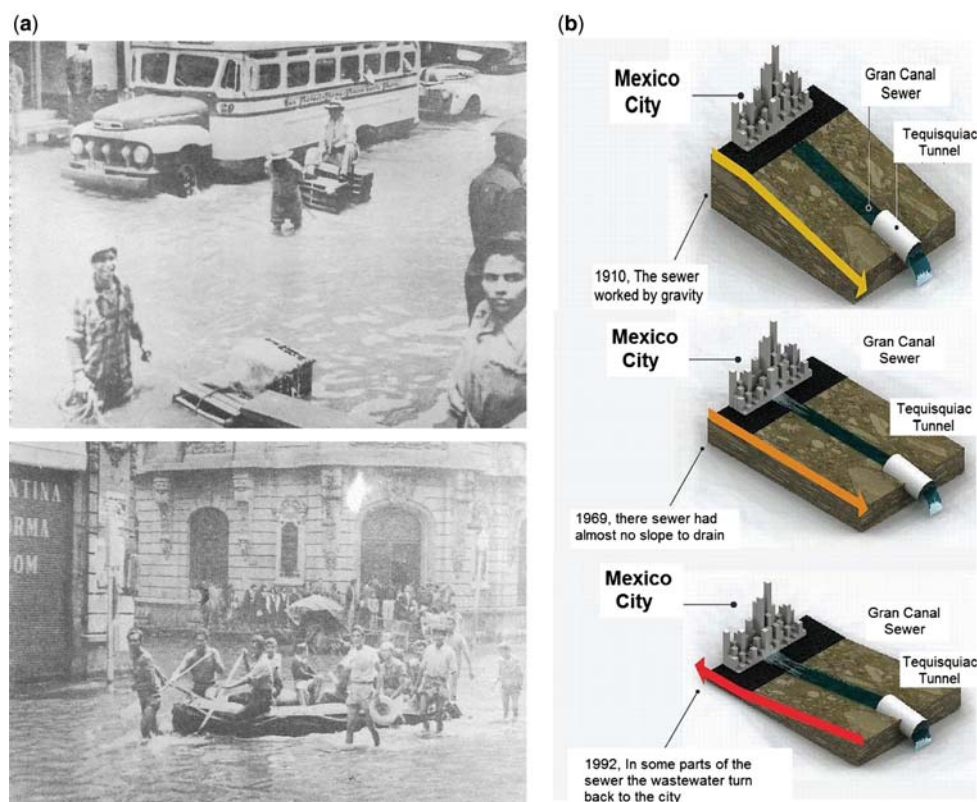 (a)
29
NTINA
ORMA
OM
(b)
Mexico
City
Gran Canal
Sewer
Tequisquiac
Tunnel
1910, The sewer
worked by gravity
Mexico
City
Gran Canal
Sewer
Tequisquiac
Tunnel
1969, there sewer had
almost no slope to drain
Mexico
City
Gran Canal
Sewer
Tequisquiac
Tunnel
1992, In some parts of the
sewer the wastewater turn
back to the city